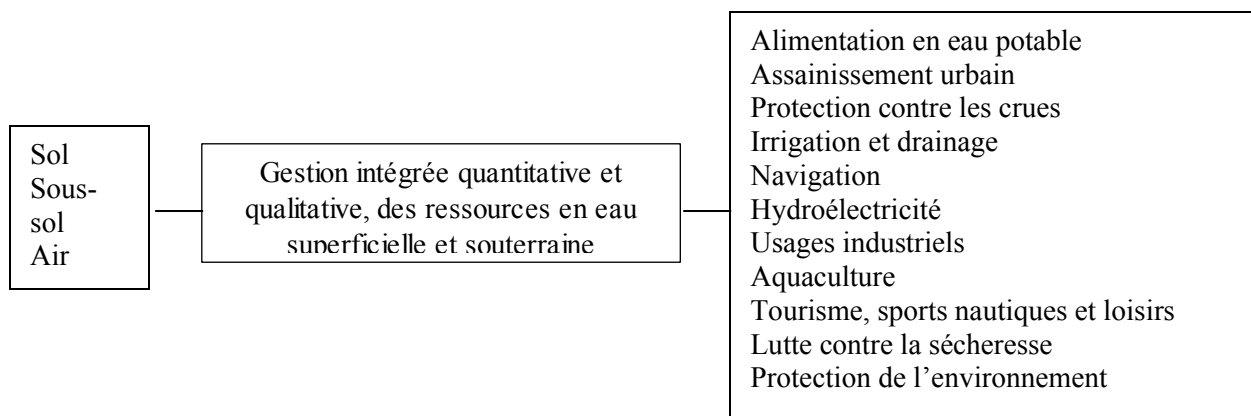 Sol
Sous-
sol
Air
Gestion intégrée quantitative et
qualitative, des ressources en eau
superficielle et souterraine
Alimentation en eau potable
Assainissement urbain
Protection contre les crues
Irrigation et drainage
Navigation
Hydroélectricité
Usages industriels
Aquaculture
Tourisme, sports nautiques et loisirs
Lutte contre la sécheresse
Protection de l’environnement